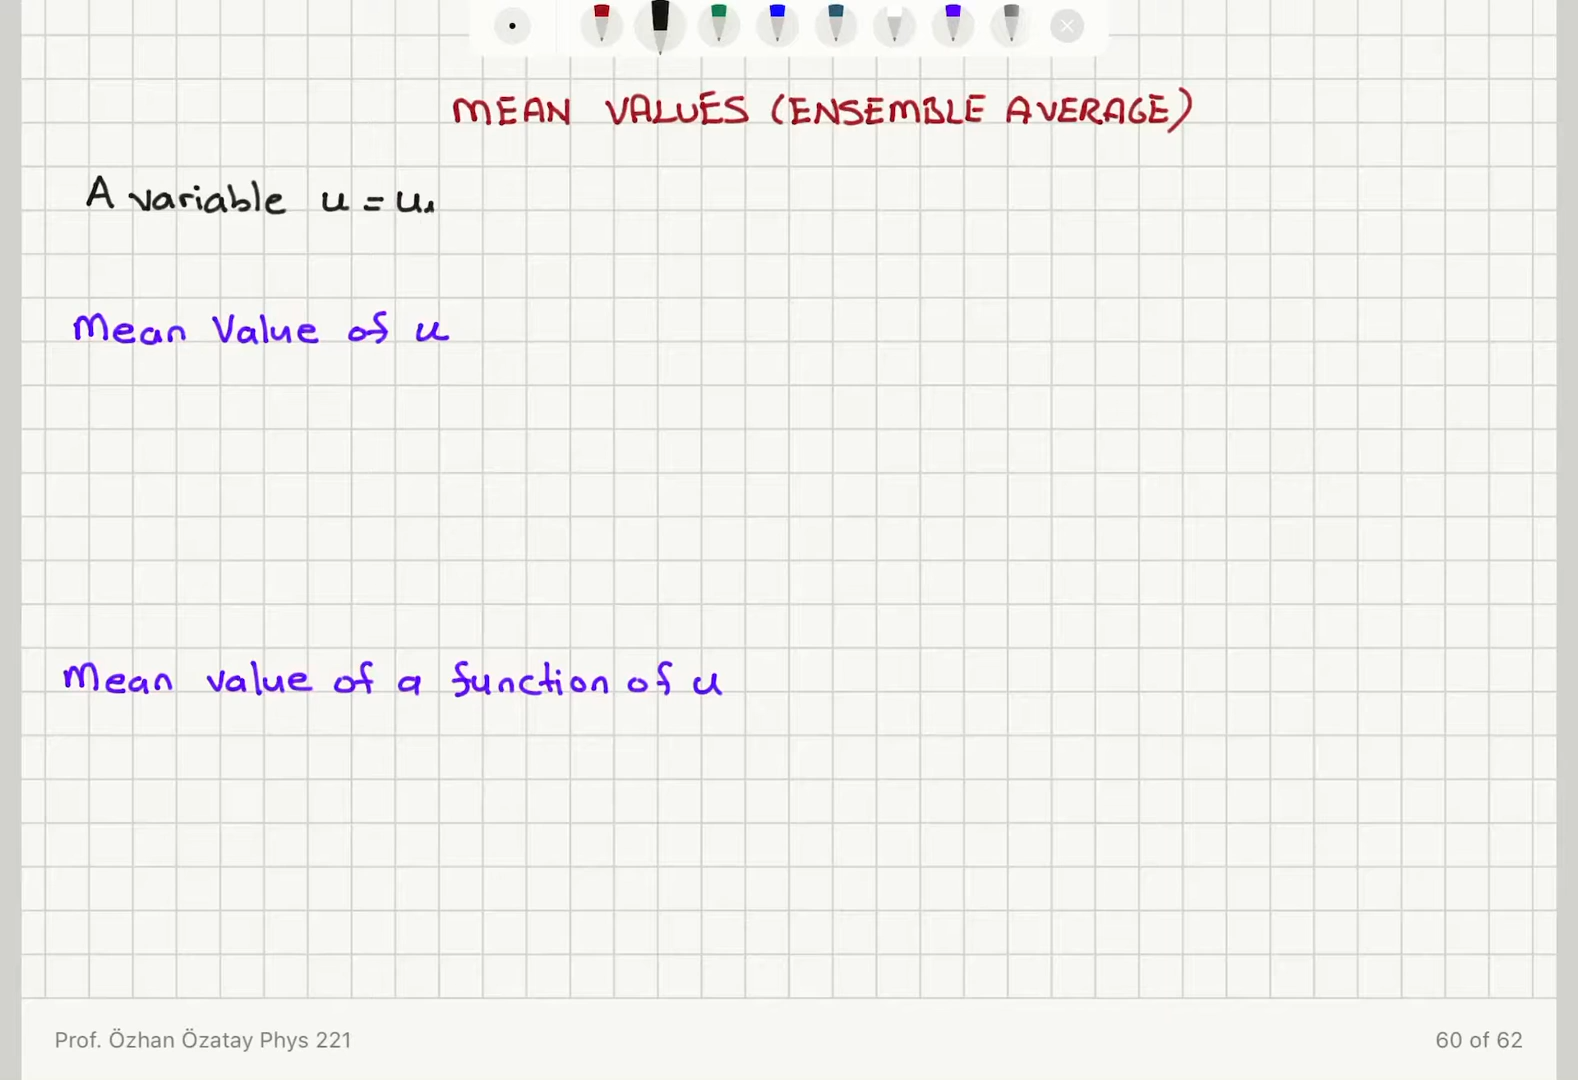 MEAN VALUES (ENSEMBLE AVERAGE)
A variable u = u₁
Mean Value of u
Mean value of a function of u
Prof. Özhan Özatay Phys 221
60 of 62